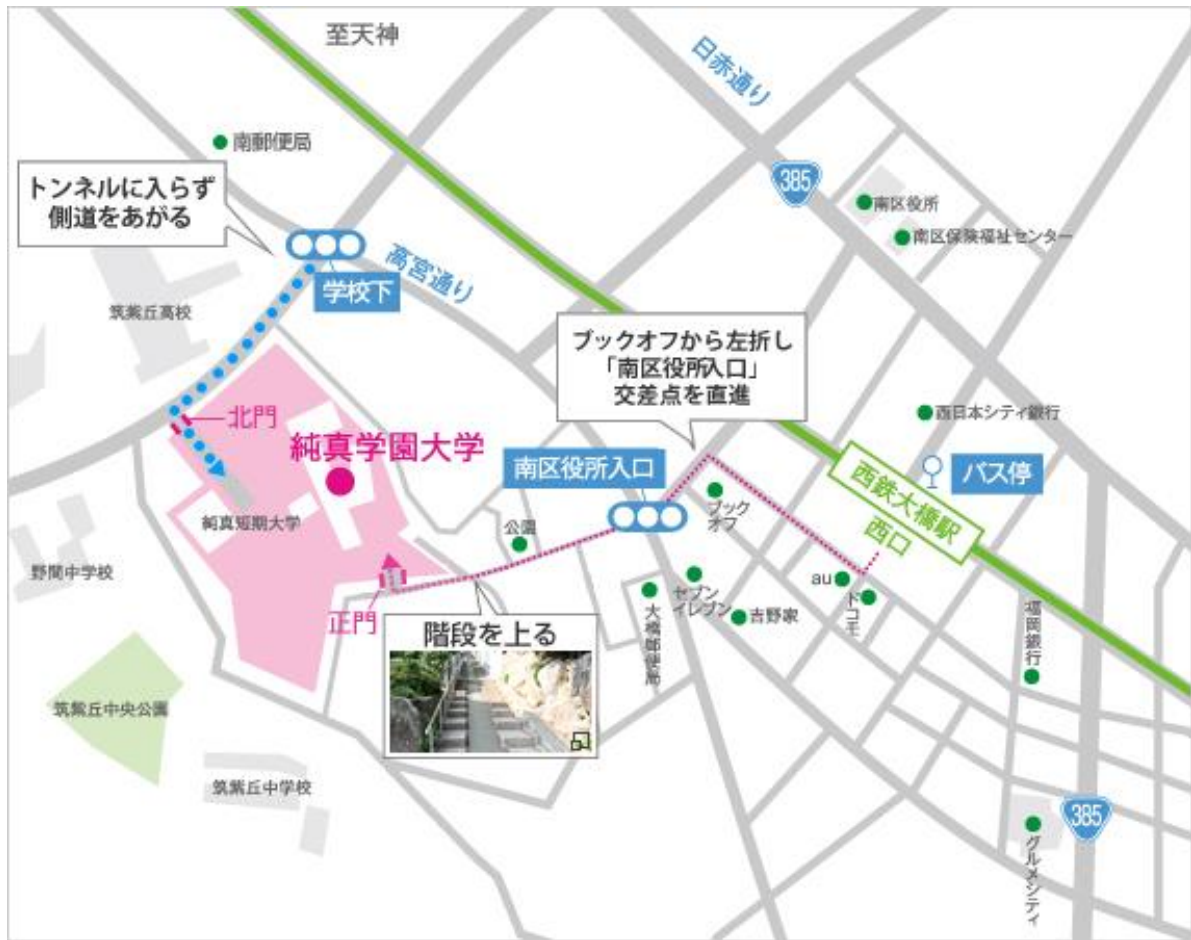 至天神
日赤通り
南郵便局
トンネルに入らず
側道をあがる
385
南区役所
南区保険福祉センター
学校下
高宮通り
筑紫丘高校
ブックオフから左折し
「南区役所入口」
交差点を直進
北門
純真学園大学
西日本シティ銀行
南区役所入口
西鉄大橋駅
西口
バス停
ブック
オフ
純真短期大学
公園
野間中学校
正門
au
ドコモ
セブン
イレブン
吉野家
大橋郵便局
福岡銀行
階段を上る
筑紫丘中央公園
筑紫丘中学校
385
グルメシティ